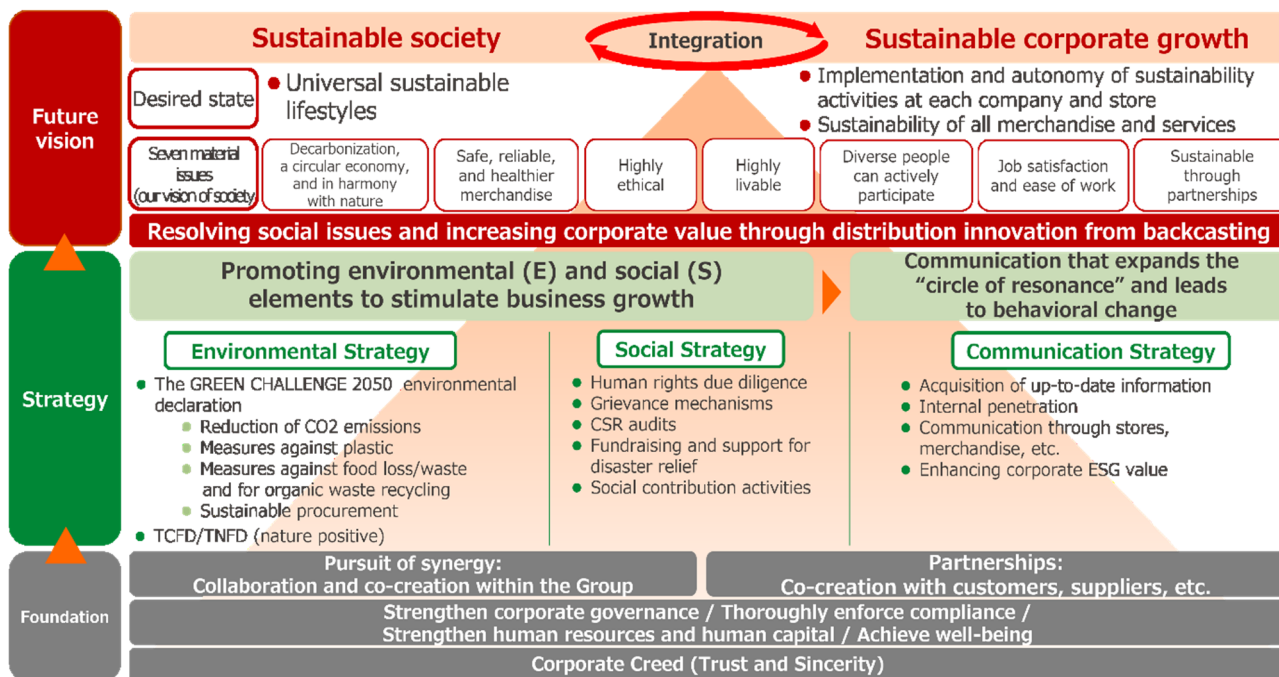 Sustainable society
Integration
Sustainable corporate growth
Future
vision
Desired state
● Universal sustainable
lifestyles
● Implementation and autonomy of sustainability
activities at each company and store
● Sustainability of all merchandise and services
Seven material
issues
(our vision of society
Decarbonization,
a circular economy,
and in harmony
with nature
Safe, reliable,
and healthier
merchandise
Highly
ethical
Highly
livable
Diverse people
can actively
participate
Job satisfaction
and ease of work
Sustainable
through
partnerships
Resolving social issues and increasing corporate value through distribution innovation from backcasting
Strategy
Promoting environmental (E) and social (S)
elements to stimulate business growth
Communication that expands the
“circle of resonance” and leads
to behavioral change
Environmental Strategy
● The GREEN CHALLENGE 2050 environmental
declaration
● Reduction of CO2 emissions
● Measures against plastic
● Measures against food loss/waste
and for organic waste recycling
● Sustainable procurement
● TCFD/TNFD (nature positive)
Social Strategy
● Human rights due diligence
● Grievance mechanisms
● CSR audits
● Fundraising and support for
disaster relief
● Social contribution activities
Communication Strategy
● Acquisition of up-to-date information
● Internal penetration
● Communication through stores,
merchandise, etc.
● Enhancing corporate ESG value
Foundation
Pursuit of synergy:
Collaboration and co-creation within the Group
Partnerships:
Co-creation with customers, suppliers, etc.
Strengthen corporate governance / Thoroughly enforce compliance /
Strengthen human resources and human capital / Achieve well-being
Corporate Creed (Trust and Sincerity)